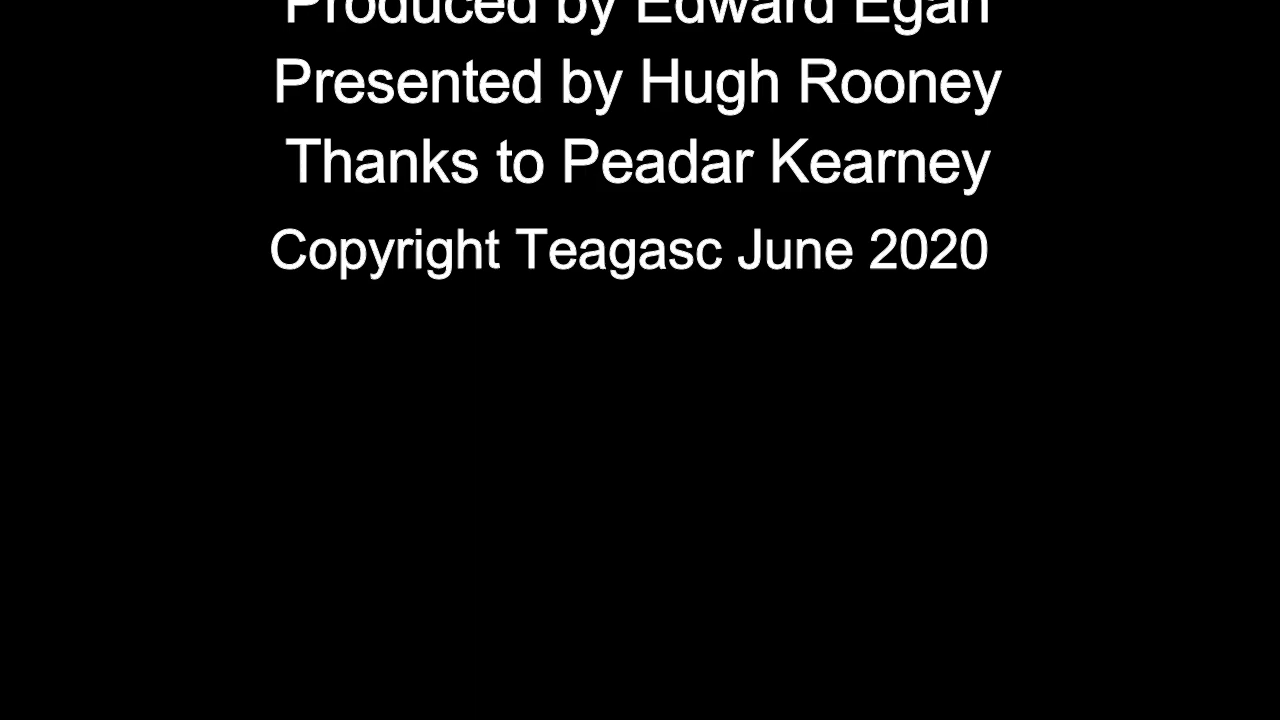 Produced by Edward Egan
Presented by Hugh Rooney
Thanks to Peadar Kearney
Copyright Teagasc June 2020